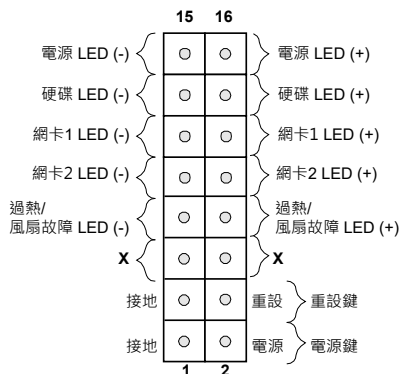 15 16
電源 LED (-) 電源 LED (+)
硬碟 LED (-) 硬碟 LED (+)
網卡1 LED (-) 網卡1 LED (+)
網卡2 LED (-) 網卡2 LED (+)
過熱/ 過熱/
風扇故障 LED (-) 風扇故障 LED (+)
X X
接地 重設 重設鍵
接地 電源 電源鍵
1 2